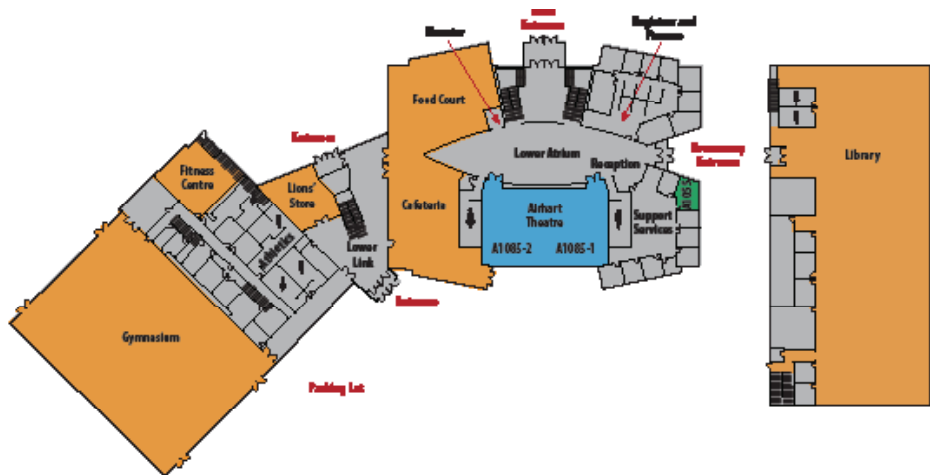 Elevator
Entrance
Registrar and
Finance
Food Court
Entrance
Lower Atrium
Reception
Entrance
Library
Fitness
Centre
Lions'
Store
Cafeteria
Airhart
Theatre
A1055
Support
Services
Athletics
Lower
Link
A1085-2
A1085-1
Entrance
Gymnasium
Parking Lot